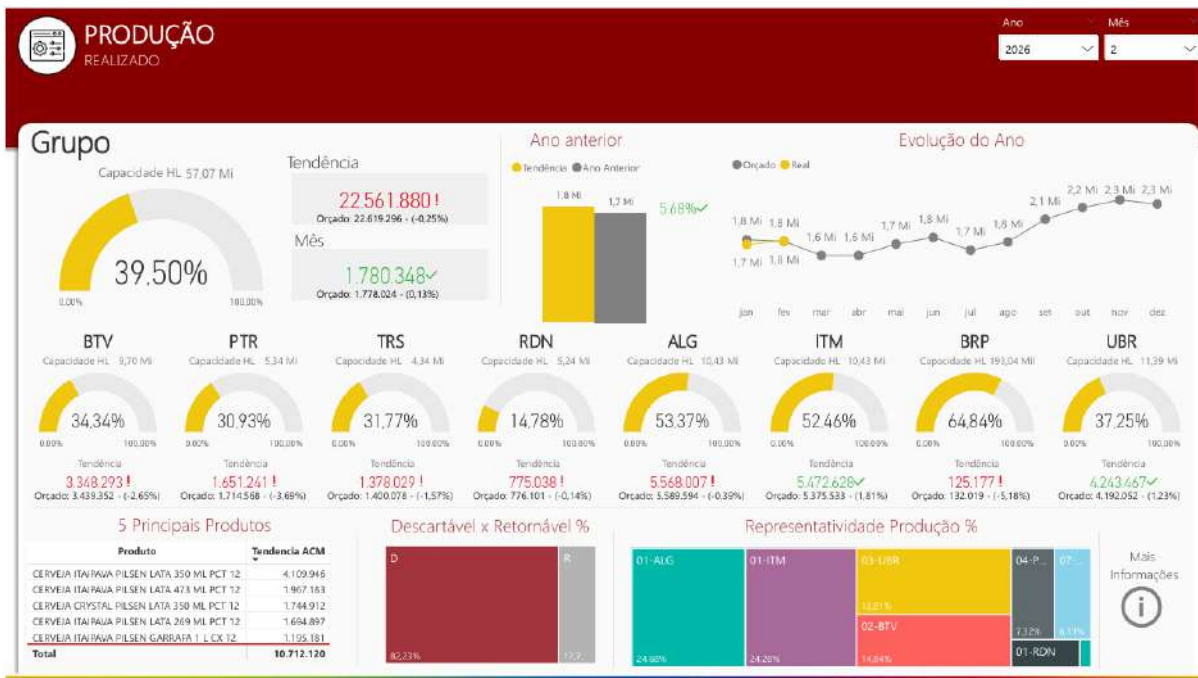 PRODUÇÃO
REALIZADO
Ano
Mês
2026
2
Grupo
Capacidade HL 57,07 Mi
39,50%
0,00%
100,00%
Tendência
22.561.880!
Orçado: 22.619.296 - (-0,25%)
Mês
1.780.348
Orçado: 1.778.024 - (0,13%)
Ano anterior
Tendência Ano Anterior
1,8 Mi
1,7 Mi
5,68%
Evolução do Ano
Orçado Real
1,8 Mi 1,8 Mi 1,6 Mi 1,6 Mi 1,7 Mi 1,8 Mi 1,7 Mi 1,8 Mi 2,1 Mi 2,2 Mi 2,3 Mi 2,3 Mi
1,7 Mi 1,8 Mi
jan fev mar abr mai jun jul ago set out nov dez
BTV
Capacidade HL 9,70 Mi
34,34%
0,00% 100,00%
Tendência
3.348.293!
Orçado: 3.439.352 - (-2,65%)
PTR
Capacidade HL 5,34 Mi
30,93%
0,00% 100,00%
Tendência
1.651.241!
Orçado: 1.714.568 - (-3,69%)
TRS
Capacidade HL 4,34 Mi
31,77%
0,00% 100,00%
Tendência
1.378.029!
Orçado: 1.400.078 - (-1,57%)
RDN
Capacidade HL 5,24 Mi
14,78%
0,00% 100,00%
Tendência
775.038!
Orçado: 776.101 - (-0,14%)
ALG
Capacidade HL 10,43 Mi
53,37%
0,00% 100,00%
Tendência
5.568.007!
Orçado: 5.589.594 - (-0,39%)
ITM
Capacidade HL 10,43 Mi
52,46%
0,00% 100,00%
Tendência
5.472.628
Orçado: 5.375.533 - (1,81%)
BRP
Capacidade HL 193,04 Mil
64,84%
0,00% 100,00%
Tendência
125.177!
Orçado: 132.019 - (-5,18%)
UBR
Capacidade HL 11,39 Mi
37,25%
0,00% 100,00%
Tendência
4.243.467
Orçado: 4.192.052 - (1,23%)
5 Principais Produtos
Produto Tendencia ACM
CERVEJA ITAIPAVA PILSEN LATA 350 ML PCT 12 4.109.946
CERVEJA ITAIPAVA PILSEN LATA 473 ML PCT 12 1.967.183
CERVEJA CRYSTAL PILSEN LATA 350 ML PCT 12 1.744.912
CERVEJA ITAIPAVA PILSEN LATA 269 ML PCT 12 1.694.897
CERVEJA ITAIPAVA PILSEN GARRAFA 1 L CX 12 1.195.181
Total 10.712.120
Descartável x Retornável %
D
R
82,23%
Representatividade Produção %
01-ALG
24,68%
01-ITM
24,26%
03-UBR
18,81%
02-BTV
14,84%
04-P...
7,32%
07-...
01-RDN
Mais
Informações